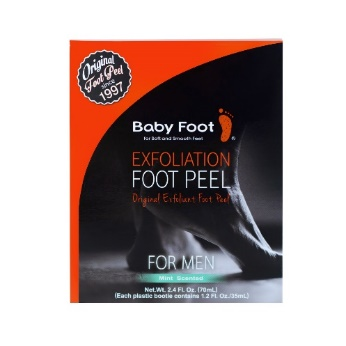 Original
Foot Peel
SINCE
1997
Baby Foot
for Soft and Smooth Feet
EXFOLIATION
FOOT PEEL
Original Exfoliant Foot Peel
FOR MEN
Mint Scented
Net.Wt. 2.4 Fl. Oz. (70mL)
(Each plastic bootie contains 1.2 Fl. Oz./35mL)